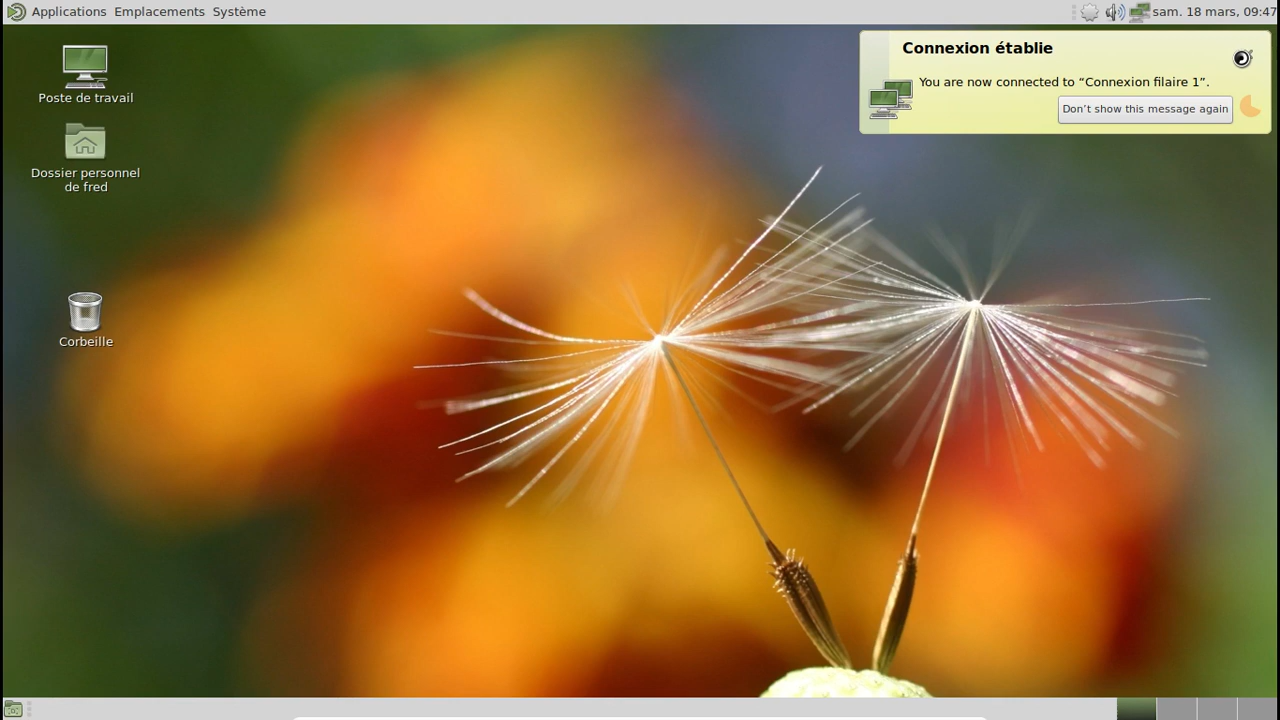 Applications Emplacements Système
sam. 18 mars, 09:47
Connexion établie
You are now connected to “Connexion filaire 1”.
Don’t show this message again
Poste de travail
Dossier personnel
de fred
Corbeille